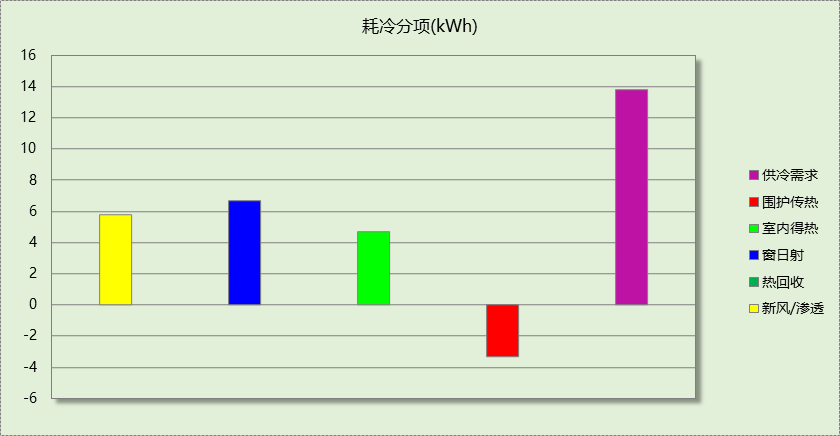 耗冷分项(kWh)
16
14
12
10
8
6
4
2
0
-2
-4
-6
供冷需求
围护传热
室内得热
窗日射
热回收
新风/渗透